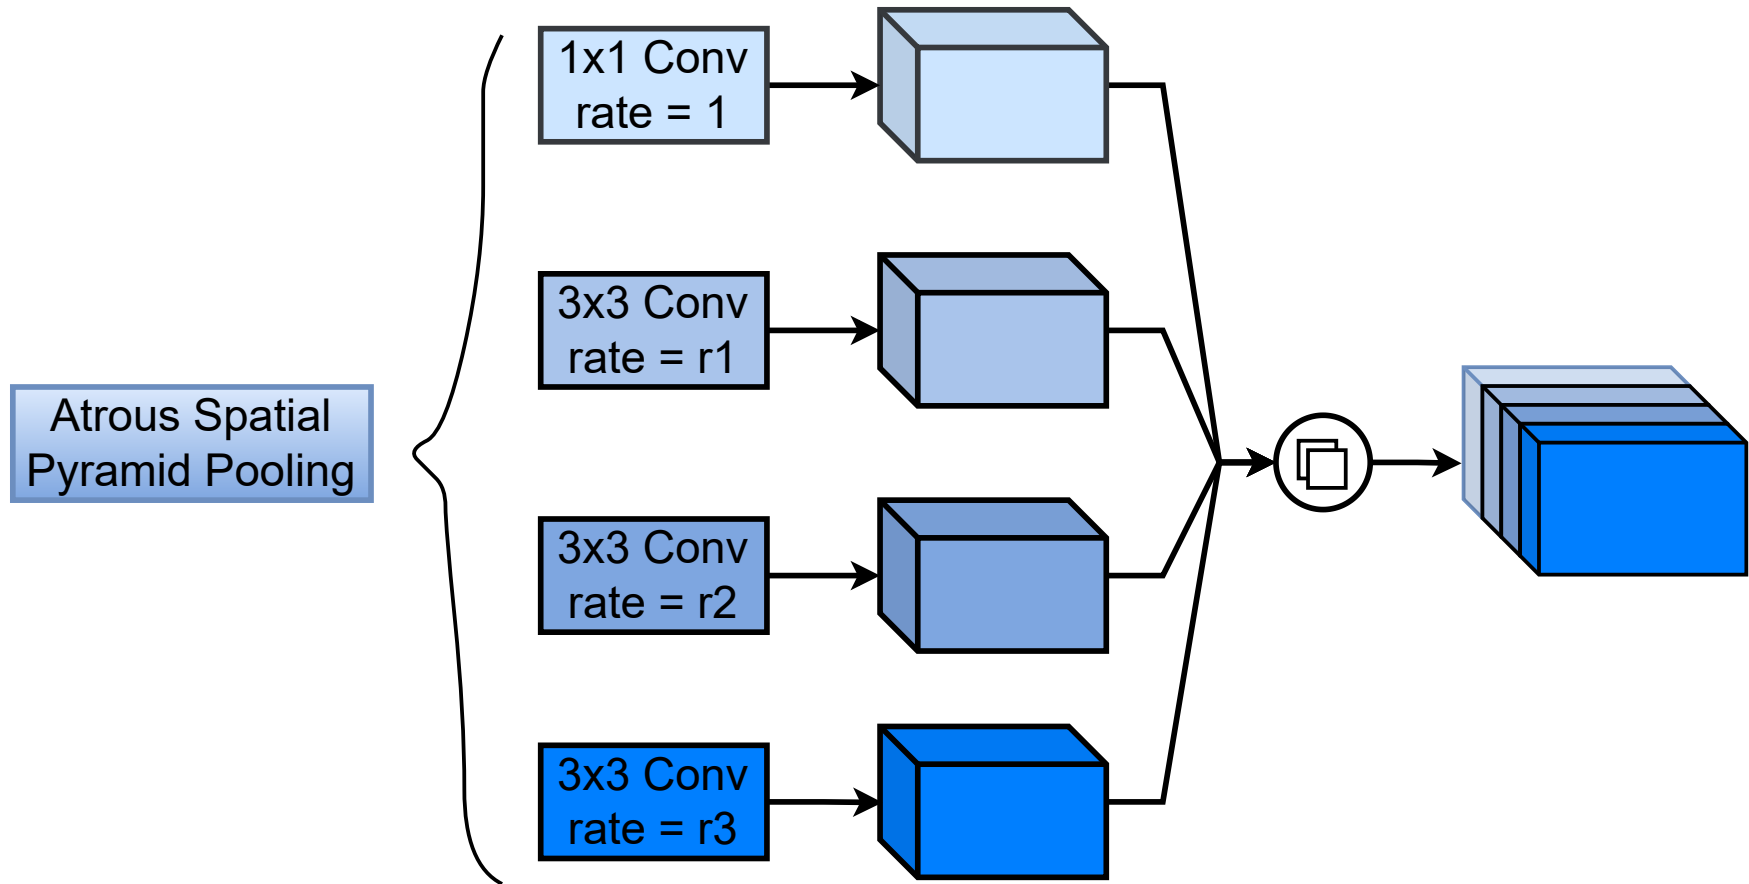 Atrous Spatial
Pyramid Pooling
1x1 Conv
rate = 1
3x3 Conv
rate = r1
3x3 Conv
rate = r2
3x3 Conv
rate = r3